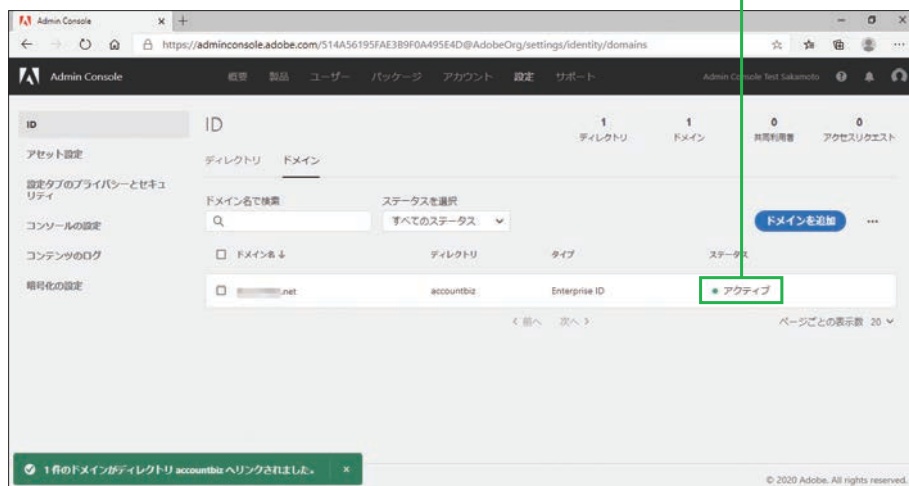 Admin Console
https://adminconsole.adobe.com/514A56195FAE3B9F0A495E4D@AdobeOrg/settings/identity/domains
Admin Console 概要 製品 ユーザー パッケージ アカウント 設定 サポート Admin Console Test Sakamoto
ID
アセット設定
設定タブのプライバシーとセキュ
リティ
コンソールの設定
コンテンツのログ
暗号化の設定
ID
1 1 0 0
ディレクトリ ドメイン 共同利用者 アクセスリクエスト
ディレクトリ ドメイン
ドメイン名で検索 ステータスを選択
すべてのステータス ドメインを追加 ...
ドメイン名↓ ディレクトリ タイプ ステータス
.net accountbiz Enterprise ID アクティブ
< 前へ 次へ > ページごとの表示数 20
1 件のドメインがディレクトリ accountbiz へリンクされました。 ×
© 2020 Adobe. All rights reserved.